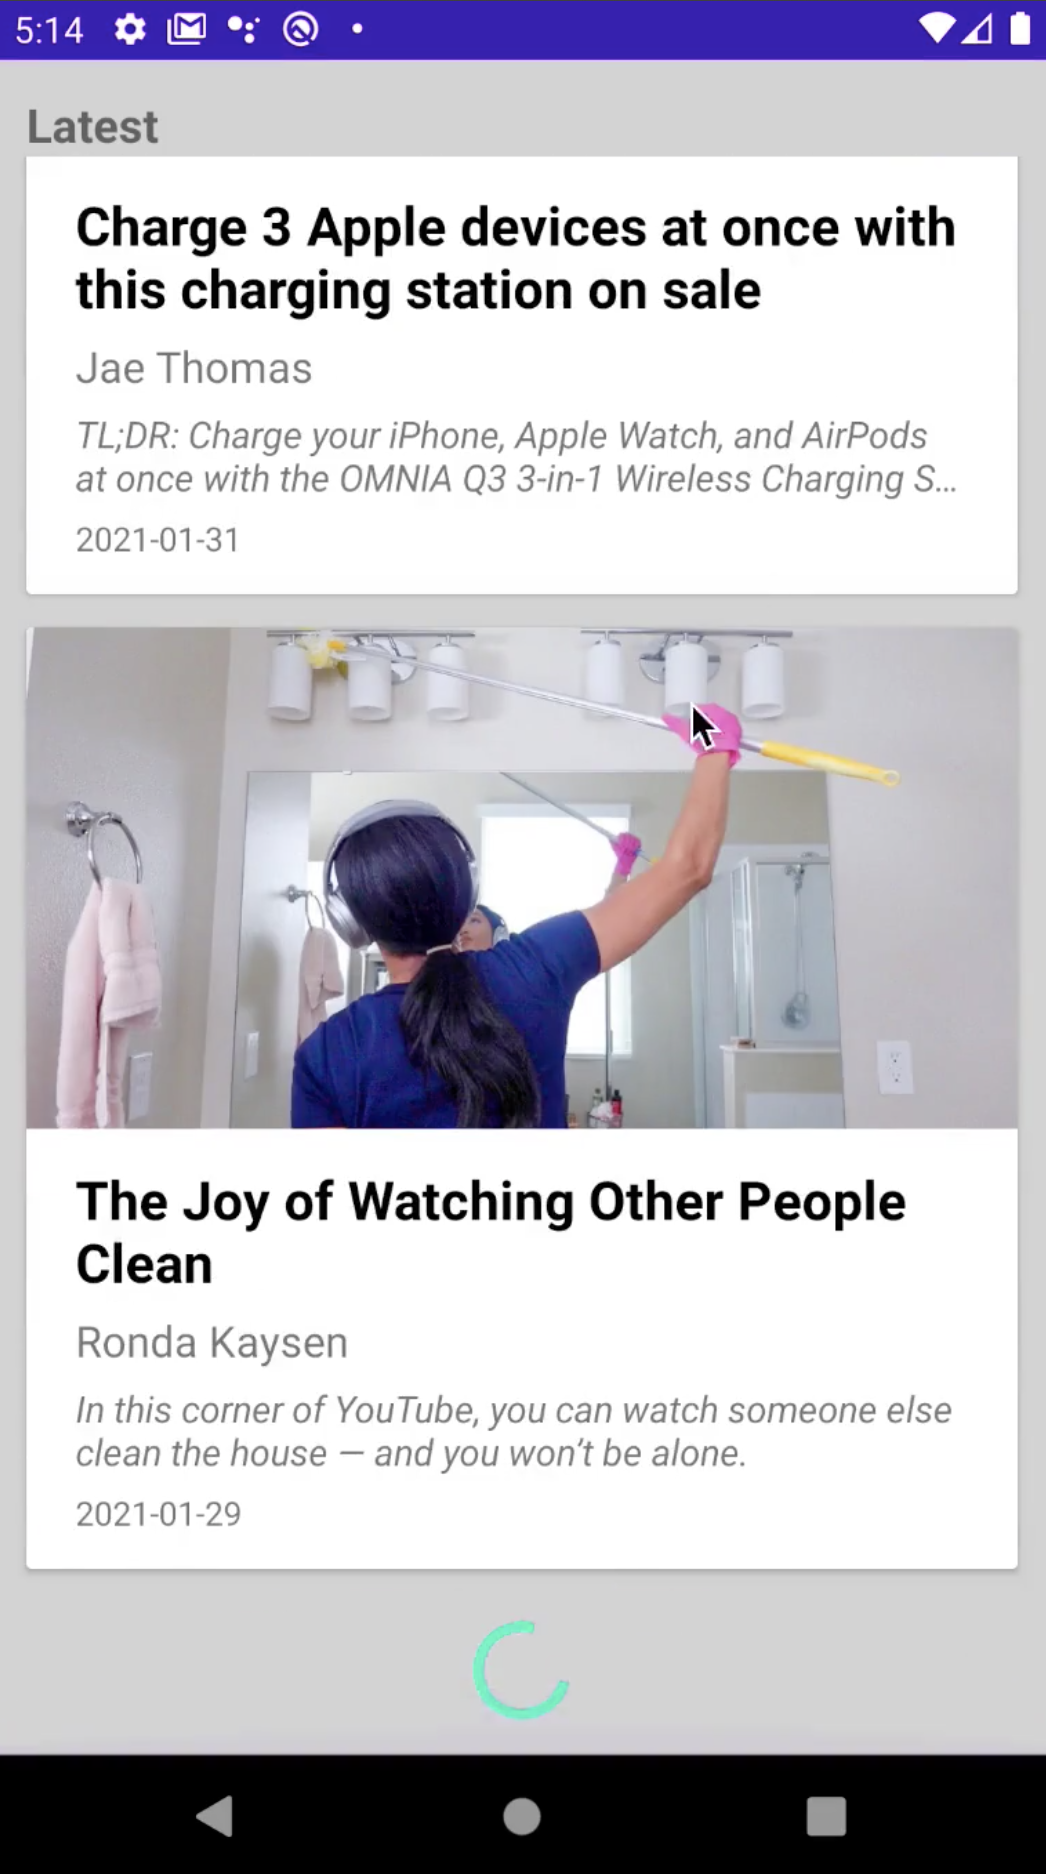 5:14
Latest
Charge 3 Apple devices at once with
this charging station on sale
Jae Thomas
TL;DR: Charge your iPhone, Apple Watch, and AirPods
at once with the OMNIA Q3 3-in-1 Wireless Charging S…
2021-01-31
The Joy of Watching Other People
Clean
Ronda Kaysen
In this corner of YouTube, you can watch someone else
clean the house — and you won’t be alone.
2021-01-29